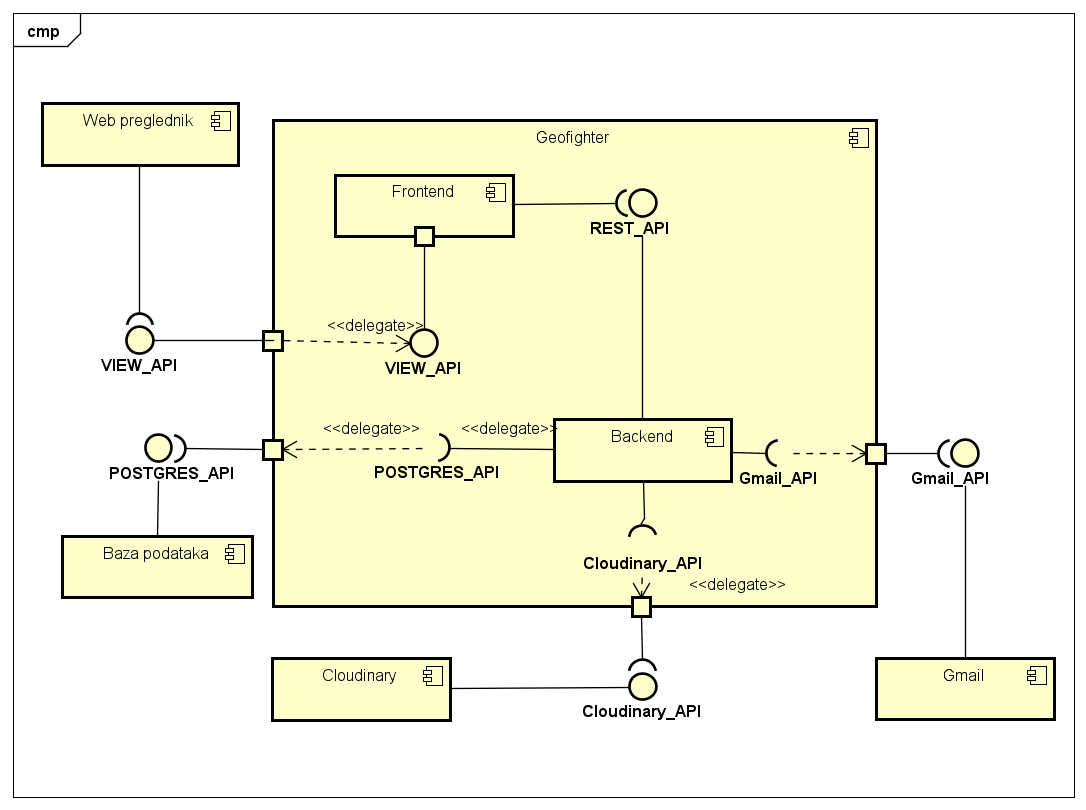 cmp
Web preglednik
Geofighter
Frontend
REST_API
<<delegate>>
VIEW_API
VIEW_API
<<delegate>>
<<delegate>>
Backend
POSTGRES_API
POSTGRES_API
Gmail_API
Gmail_API
Baza podataka
Cloudinary_API
<<delegate>>
Cloudinary
Gmail
Cloudinary_API